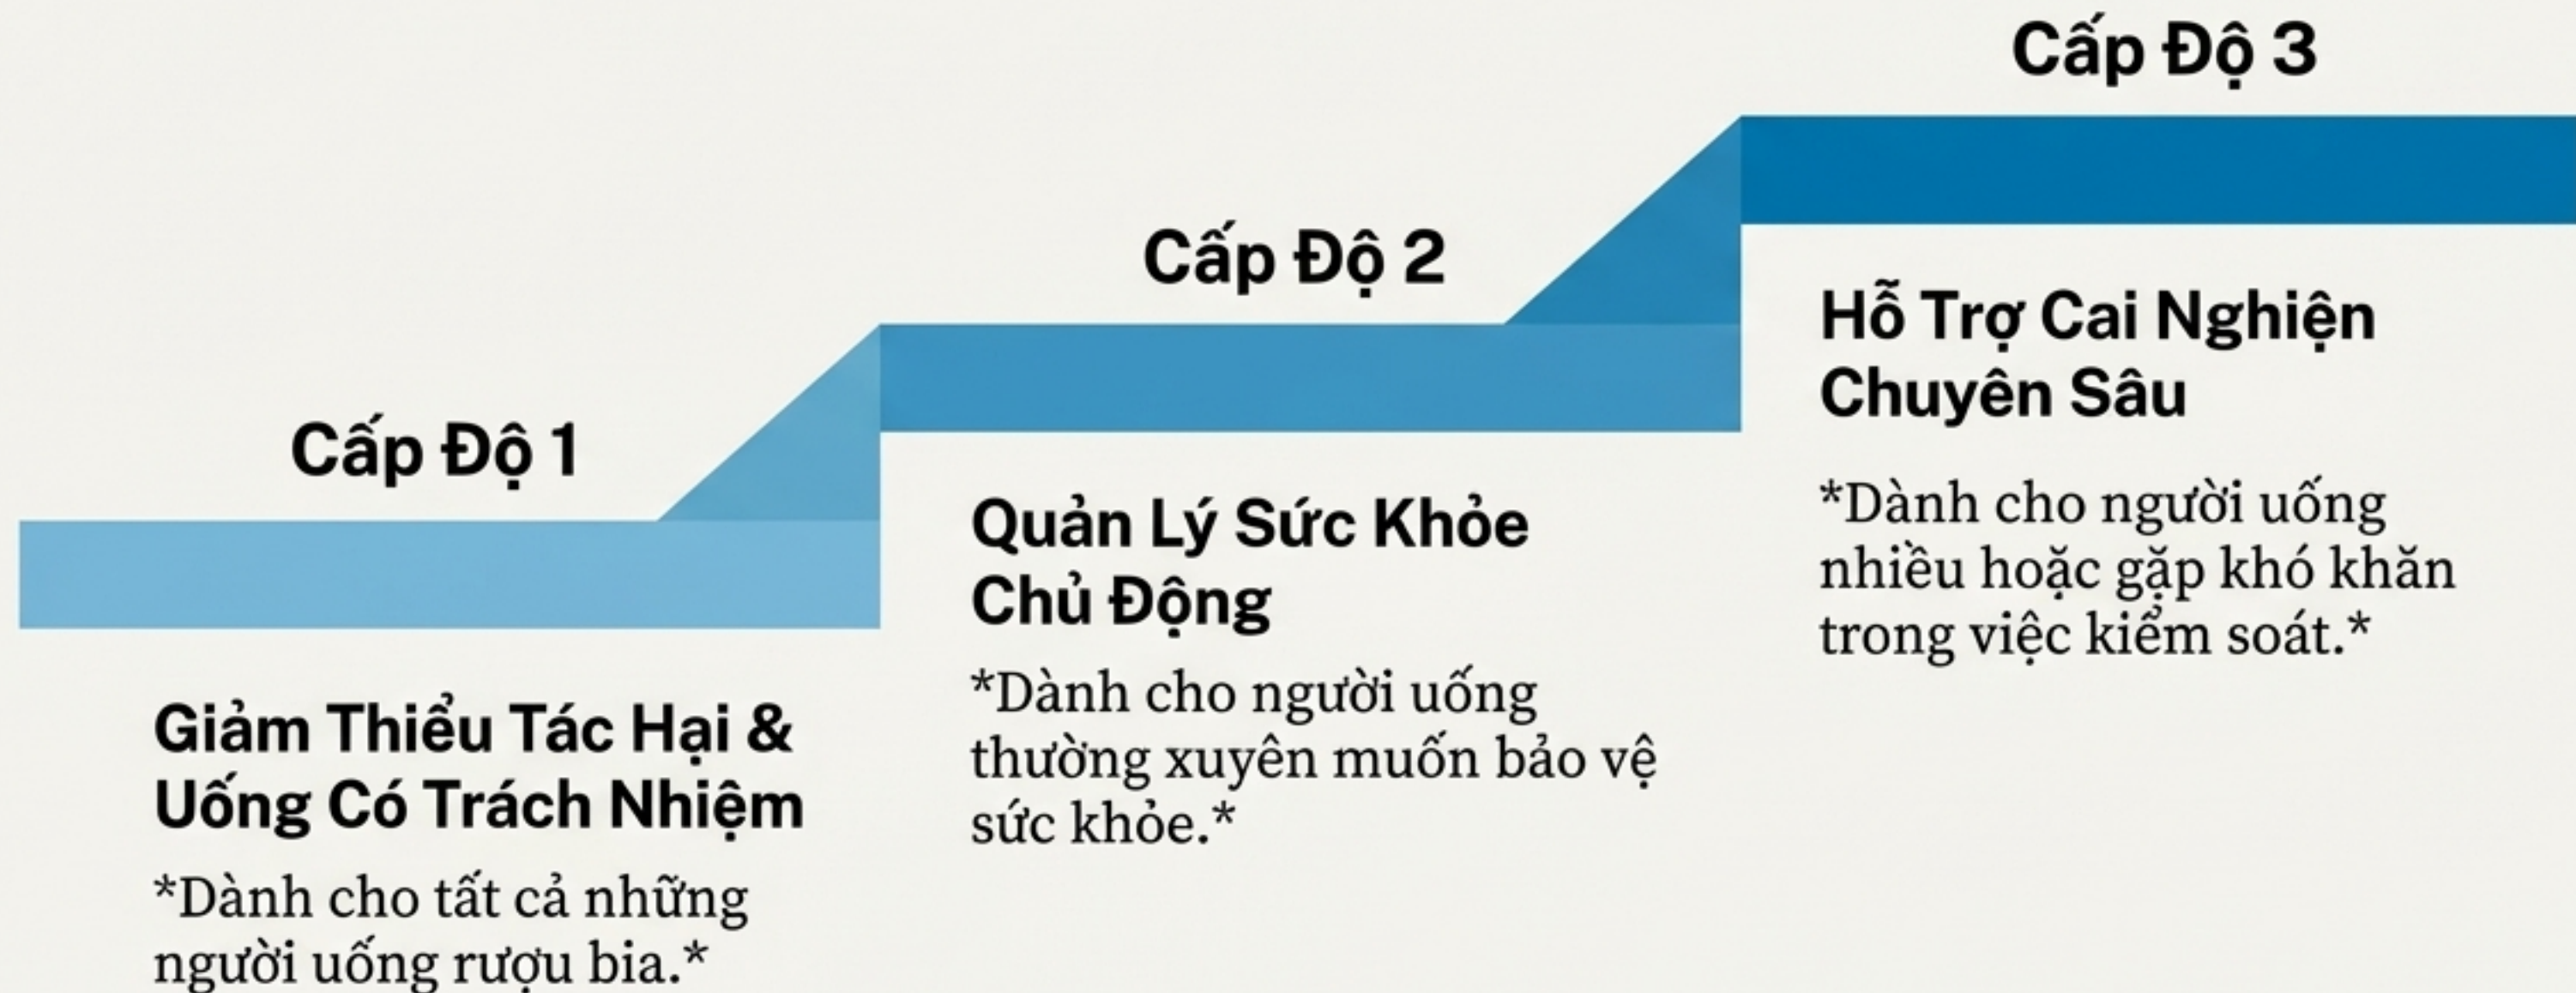 Cấp Độ 1
Giảm Thiểu Tác Hại &
Uống Có Trách Nhiệm
*Dành cho tất cả những
người uống rượu bia.*
Cấp Độ 2
Quản Lý Sức Khỏe
Chủ Động
*Dành cho người uống
thường xuyên muốn bảo vệ
sức khỏe.*
Cấp Độ 3
Hỗ Trợ Cai Nghiện
Chuyên Sâu
*Dành cho người uống
nhiều hoặc gặp khó khăn
trong việc kiểm soát.*